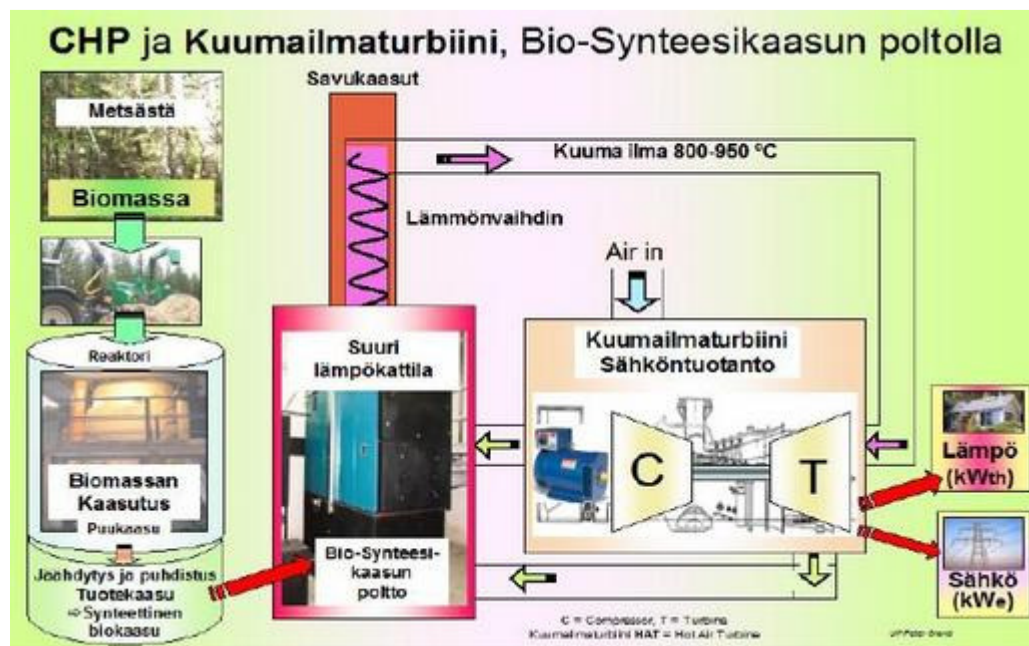 CHP ja Kuumailmaturbiini, Bio-Synteesikaasun poltolla
Savukaasut
Metsästä
Biomassa
Kuuma ilma 800-950 °C
Lämmönvaihdin
Air in
Reaktori
Biomassan
Kaasutus
Puukaasu
Jäähdytys ja puhdistus
Tuotekaasu
⇨Synteettinen
biokaasu
Suuri
lämpökattila
Bio-Synteesi-
kaasun
poltto
Kuumailmaturbiini
Sähköntuotanto
C
T
Lämpö
(kWth)
Sähkö
(kWe)
C = Compressor, T = Turbine
Kuumailmaturbiini HAT = Hot Air Turbine